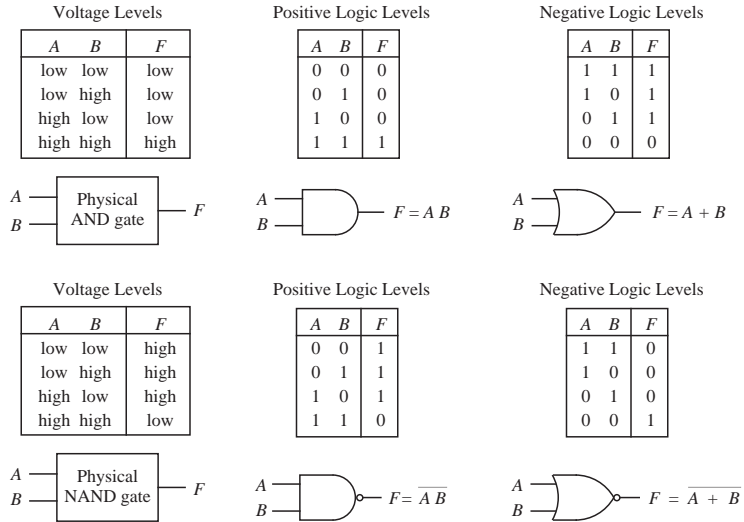 Voltage Levels Positive Logic Levels Negative Logic Levels
A B F A B F A B F
low low low 0 0 0 1 1 1
low high low 0 1 0 1 0 1
high low low 1 0 0 0 1 1
high high high 1 1 1 0 0 0
A Physical A A
F F = A B F = A + B
B AND gate B B
Voltage Levels Positive Logic Levels Negative Logic Levels
A B F A B F A B F
low low high 0 0 1 1 1 0
low high high 0 1 1 1 0 0
high low high 1 0 1 0 1 0
high high low 1 1 0 0 0 1
A Physical A A
F F = A̅ ̅B̅ F = A̅ ̅+̅ ̅B̅
B NAND gate B B